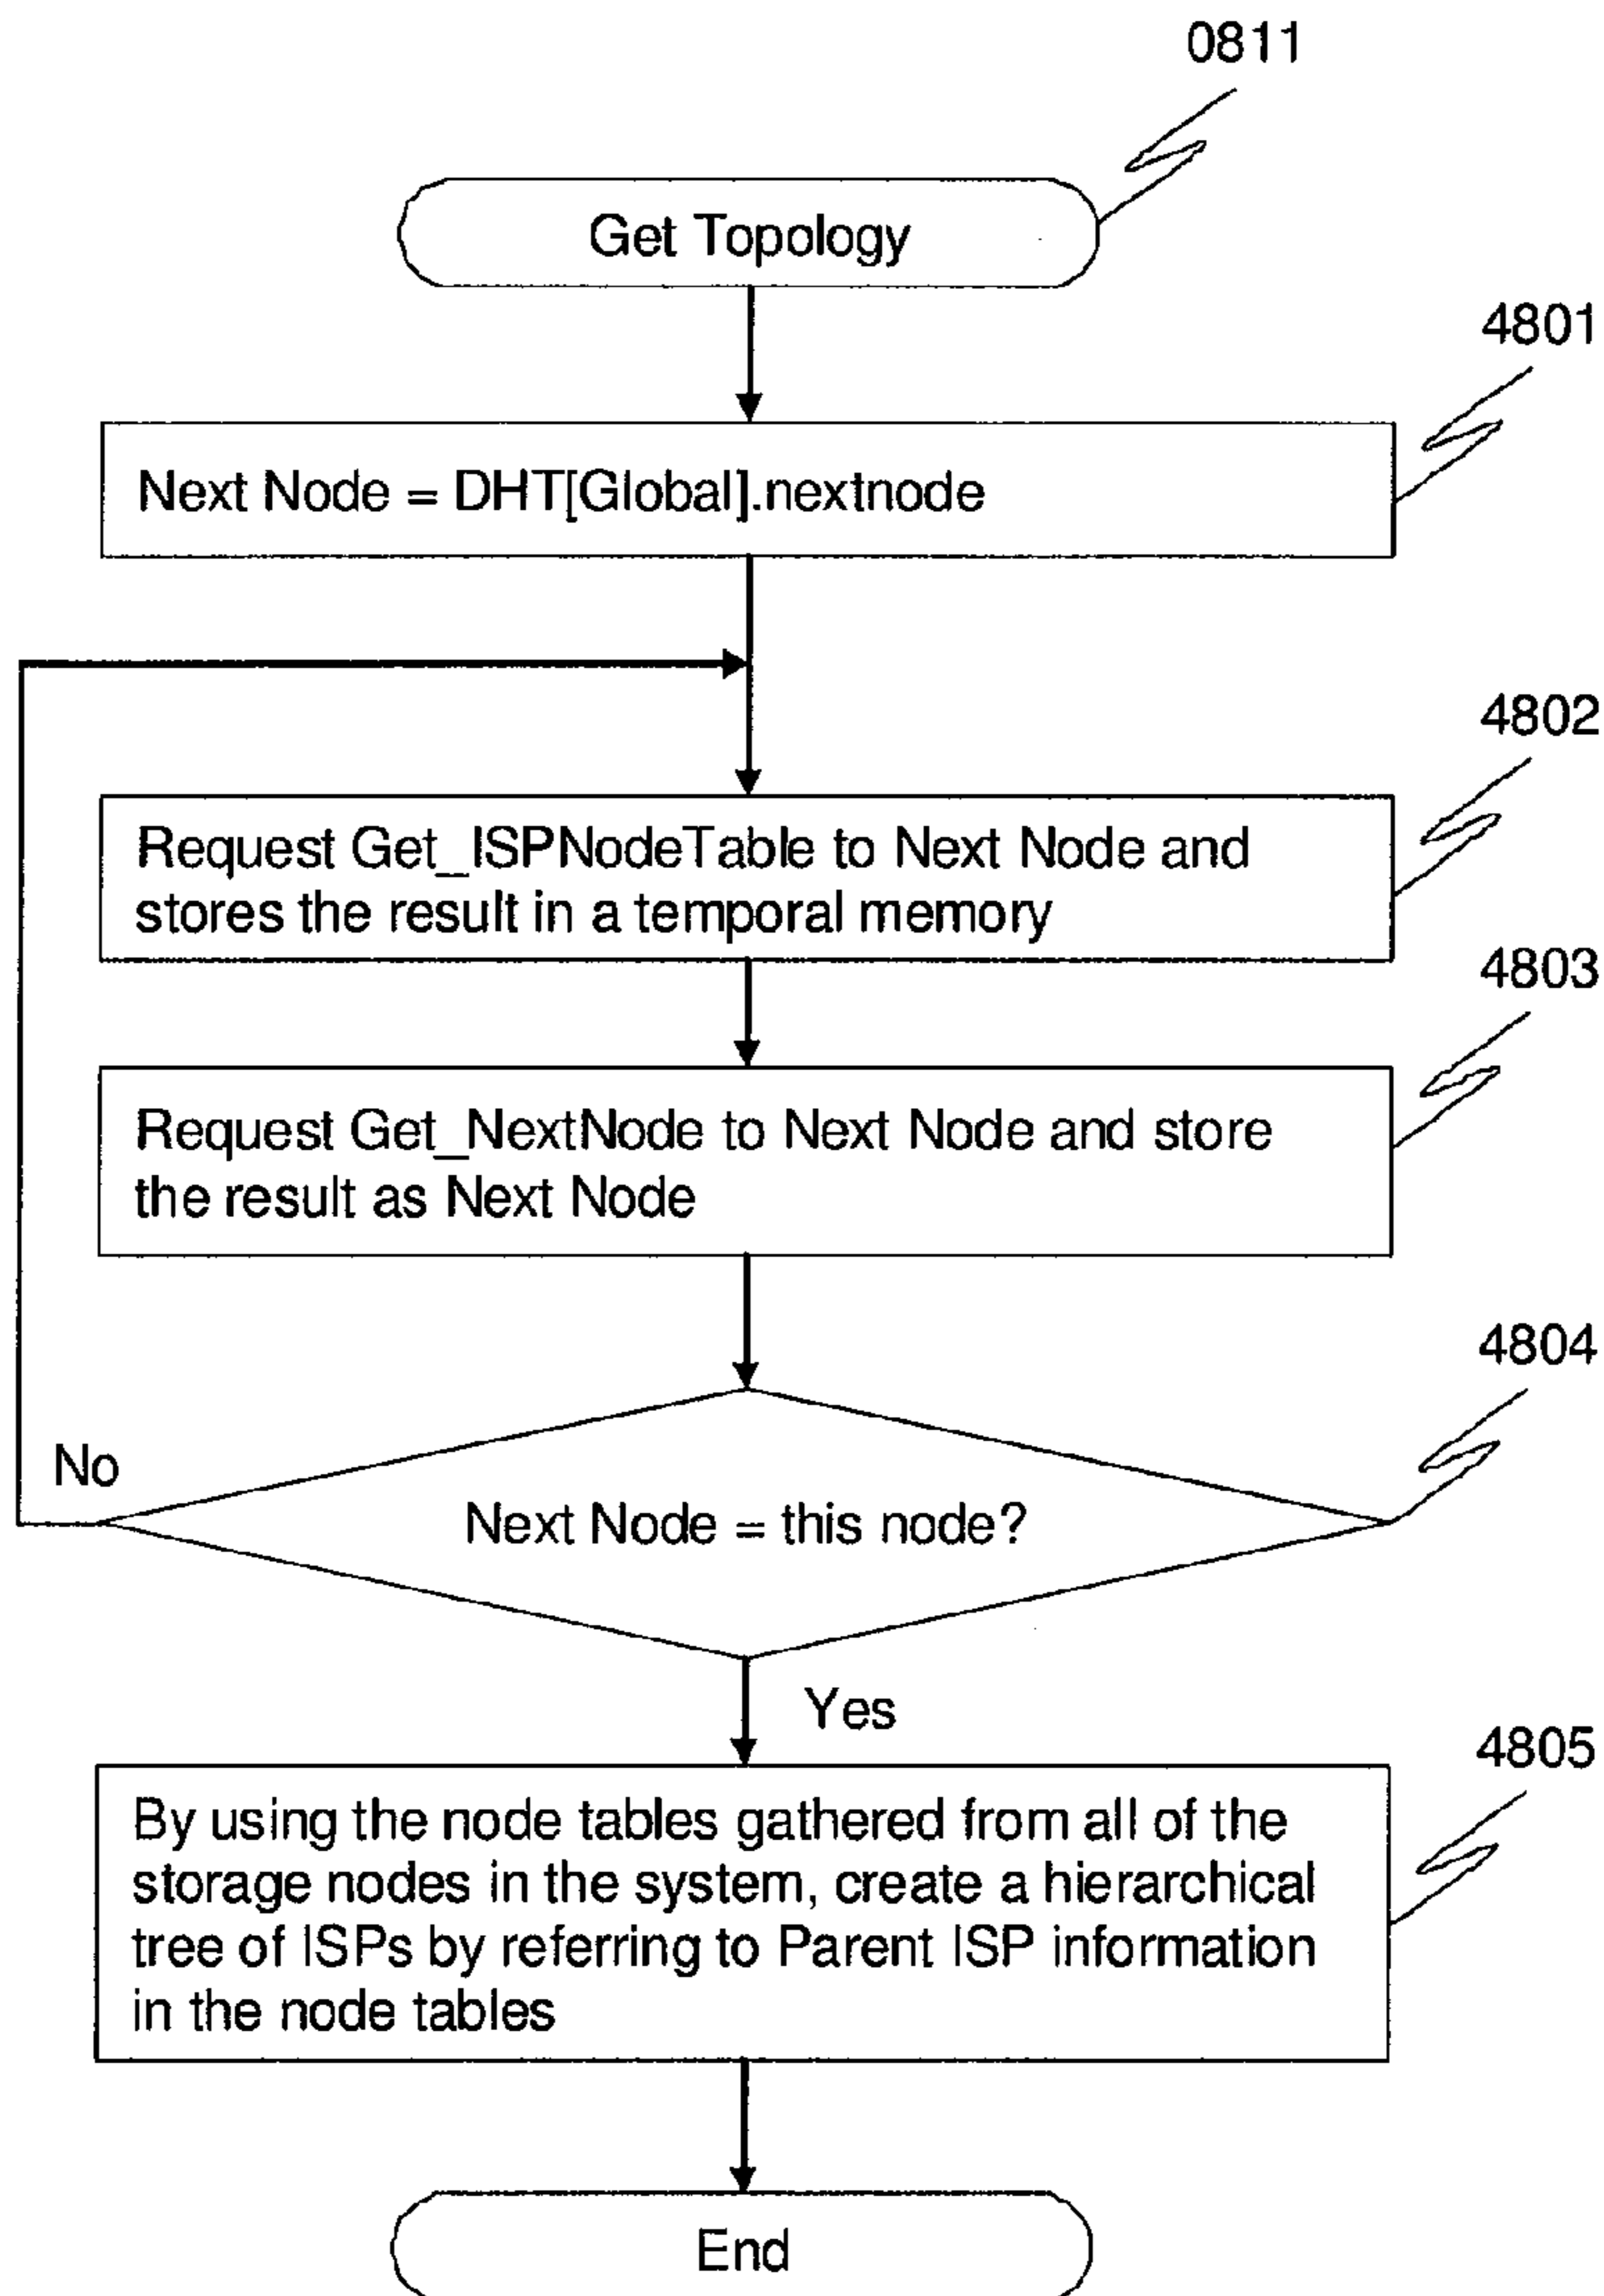 0811
Get Topology
4801
Next Node = DHT[Global].nextnode
4802
Request Get_ISPNodeTable to Next Node and
stores the result in a temporal memory
4803
Request Get_NextNode to Next Node and store
the result as Next Node
4804
No
Next Node = this node?
Yes
4805
By using the node tables gathered from all of the
storage nodes in the system, create a hierarchical
tree of ISPs by referring to Parent ISP information
in the node tables
End